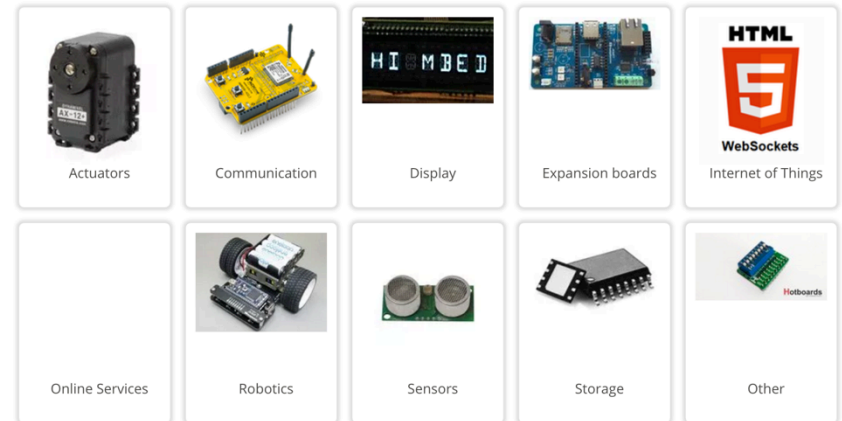 AX-12+
Actuators
Communication
HI MBED
Display
Expansion boards
HTML
5
WebSockets
Internet of Things
Online Services
Robotics
Sensors
Storage
Hotboards
Other